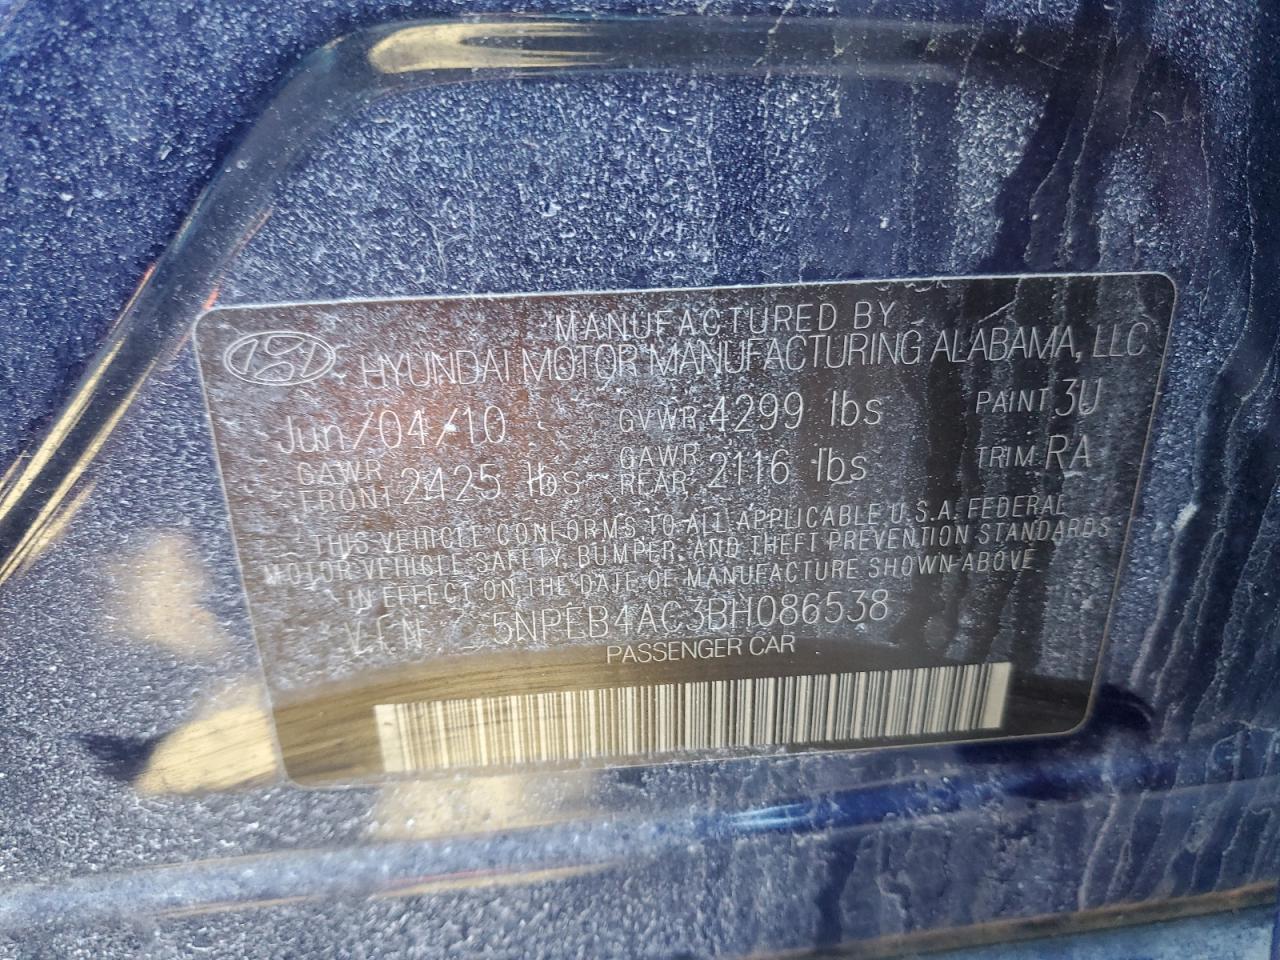 MANUFACTURED BY
HYUNDAI MOTOR MANUFACTURING ALABAMA, LLC
Jun/04/10 GVWR 4299 lbs PAINT 3U
GAWR FRONT 2425 lbs GAWR REAR 2116 lbs TRIM RA
THIS VEHICLE CONFORMS TO ALL APPLICABLE U.S.A. FEDERAL
MOTOR VEHICLE SAFETY, BUMPER, AND THEFT PREVENTION STANDARDS
IN EFFECT ON THE DATE OF MANUFACTURE SHOWN ABOVE
VIN 5NPEB4AC3BH086538
PASSENGER CAR